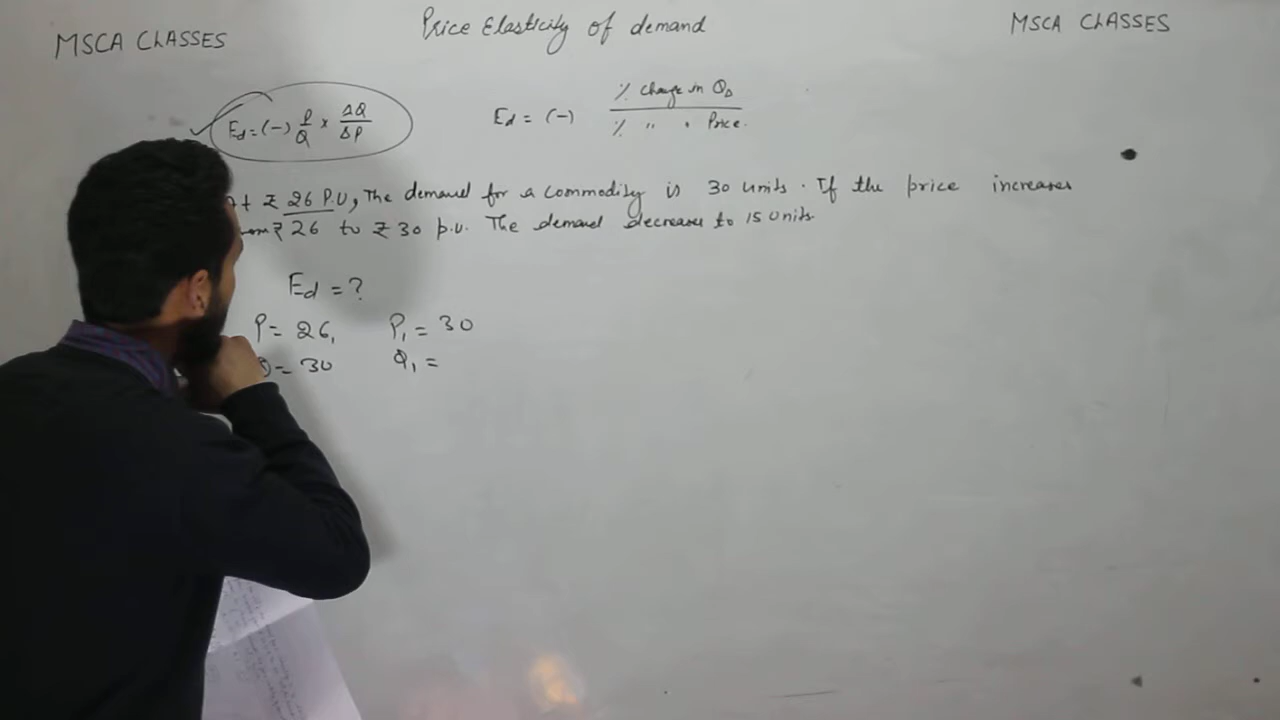 MSCA CLASSES
Price Elasticity of demand
MSCA CLASSES
Ed = (-) P/Q × ΔQ/ΔP
Ed = (-) % Change in QD / % " " Price.
₹ 26 P.U, The demand for a commodity is 30 units. If the price increases
₹ 26 to ₹ 30 p.u. The demand decreases to 15 Units
Ed = ?
P = 26, P₁ = 30
= 30 Q₁ =